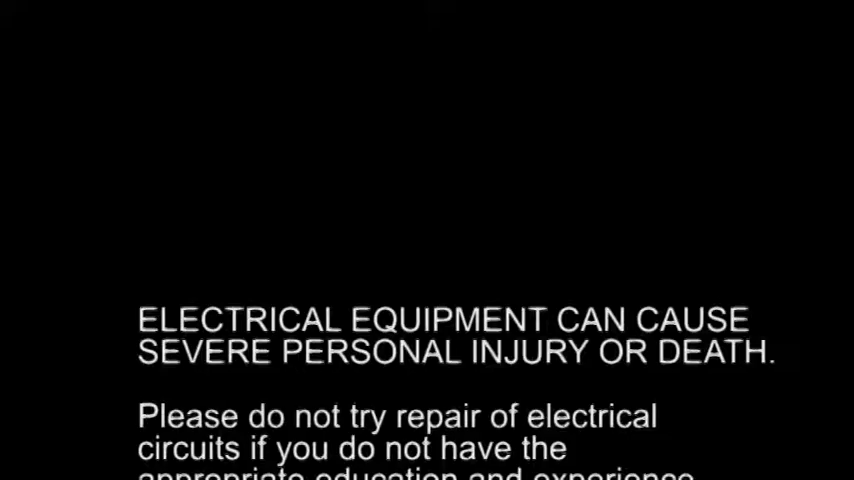 ELECTRICAL EQUIPMENT CAN CAUSE
SEVERE PERSONAL INJURY OR DEATH.
Please do not try repair of electrical
circuits if you do not have the
appropriate education and experience